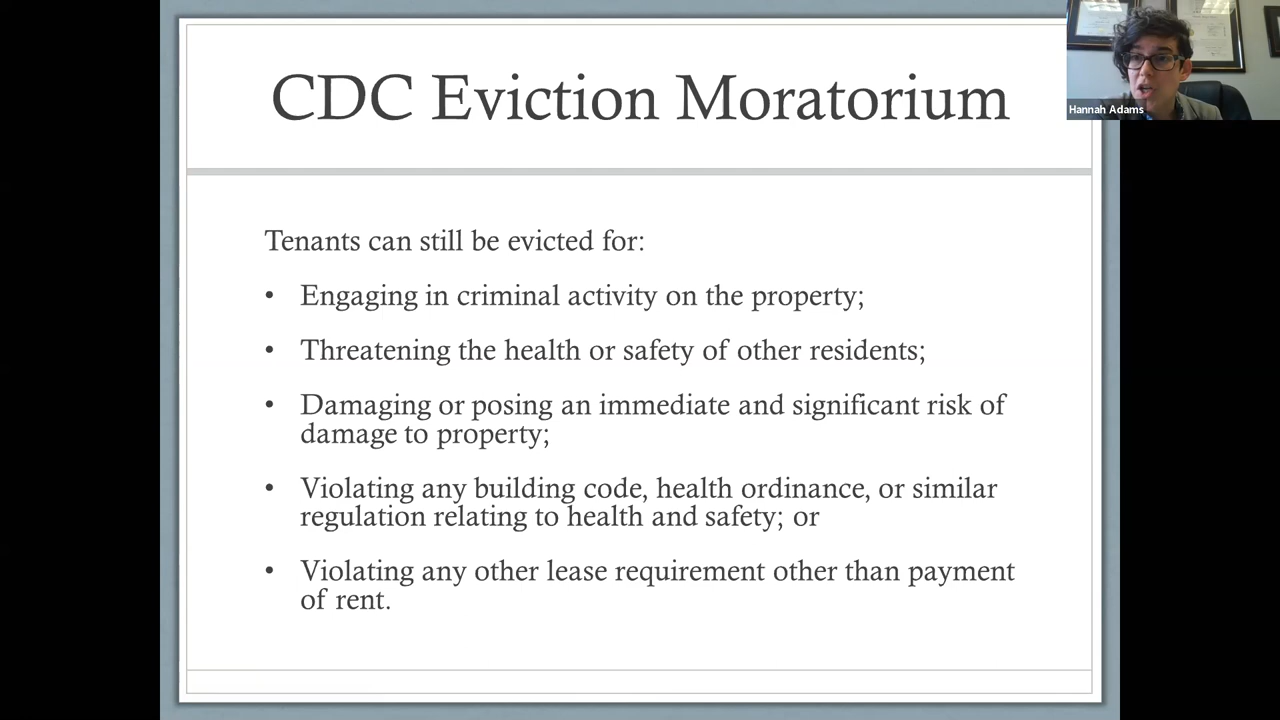 CDC Eviction Moratorium
Hannah Adams
Tenants can still be evicted for:
• Engaging in criminal activity on the property;
• Threatening the health or safety of other residents;
• Damaging or posing an immediate and significant risk of
damage to property;
• Violating any building code, health ordinance, or similar
regulation relating to health and safety; or
• Violating any other lease requirement other than payment
of rent.